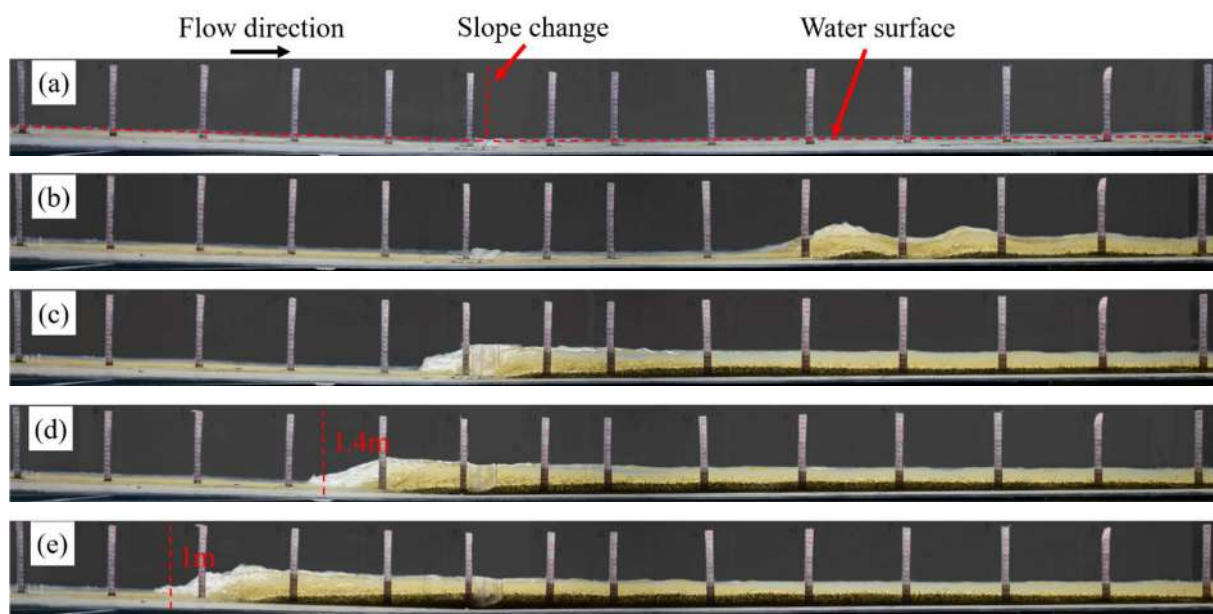 Flow direction
Slope change
Water surface
(a)
(b)
(c)
(d)
1.4m
(e)
1m